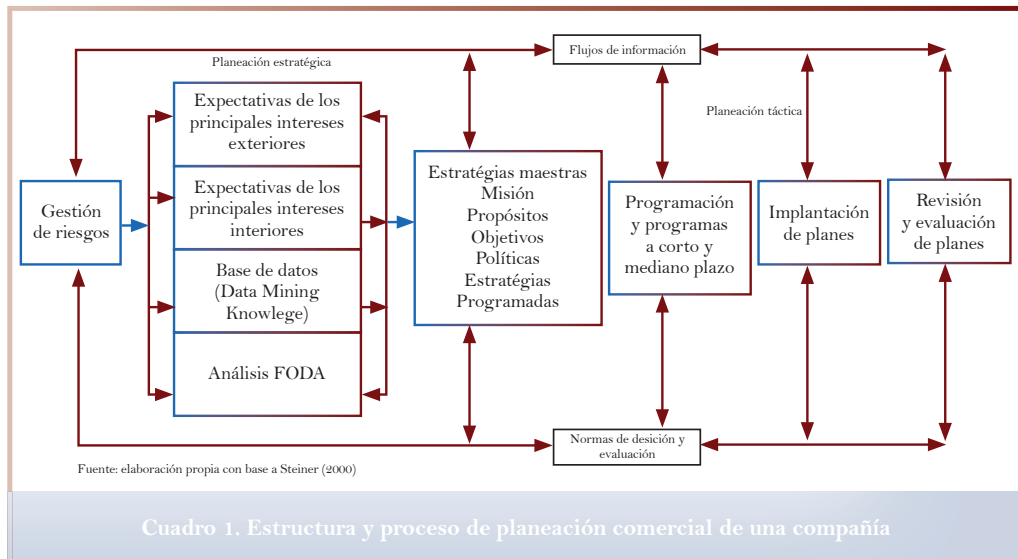 Flujos de información
Planeación estratégica
Planeación táctica
Gestión
de riesgos
Expectativas de los
principales intereses
exteriores
Expectativas de los
principales intereses
interiores
Base de datos
(Data Mining
Knowlege)
Análisis FODA
Estratégias maestras
Misión
Propósitos
Objetivos
Políticas
Estratégias
Programadas
Programación
y programas
a corto y
mediano plazo
Implantación
de planes
Revisión
y evaluación
de planes
Normas de desición y
evaluación
Fuente: elaboración propia con base a Steiner (2000)
Cuadro 1. Estructura y proceso de planeación comercial de una compañía